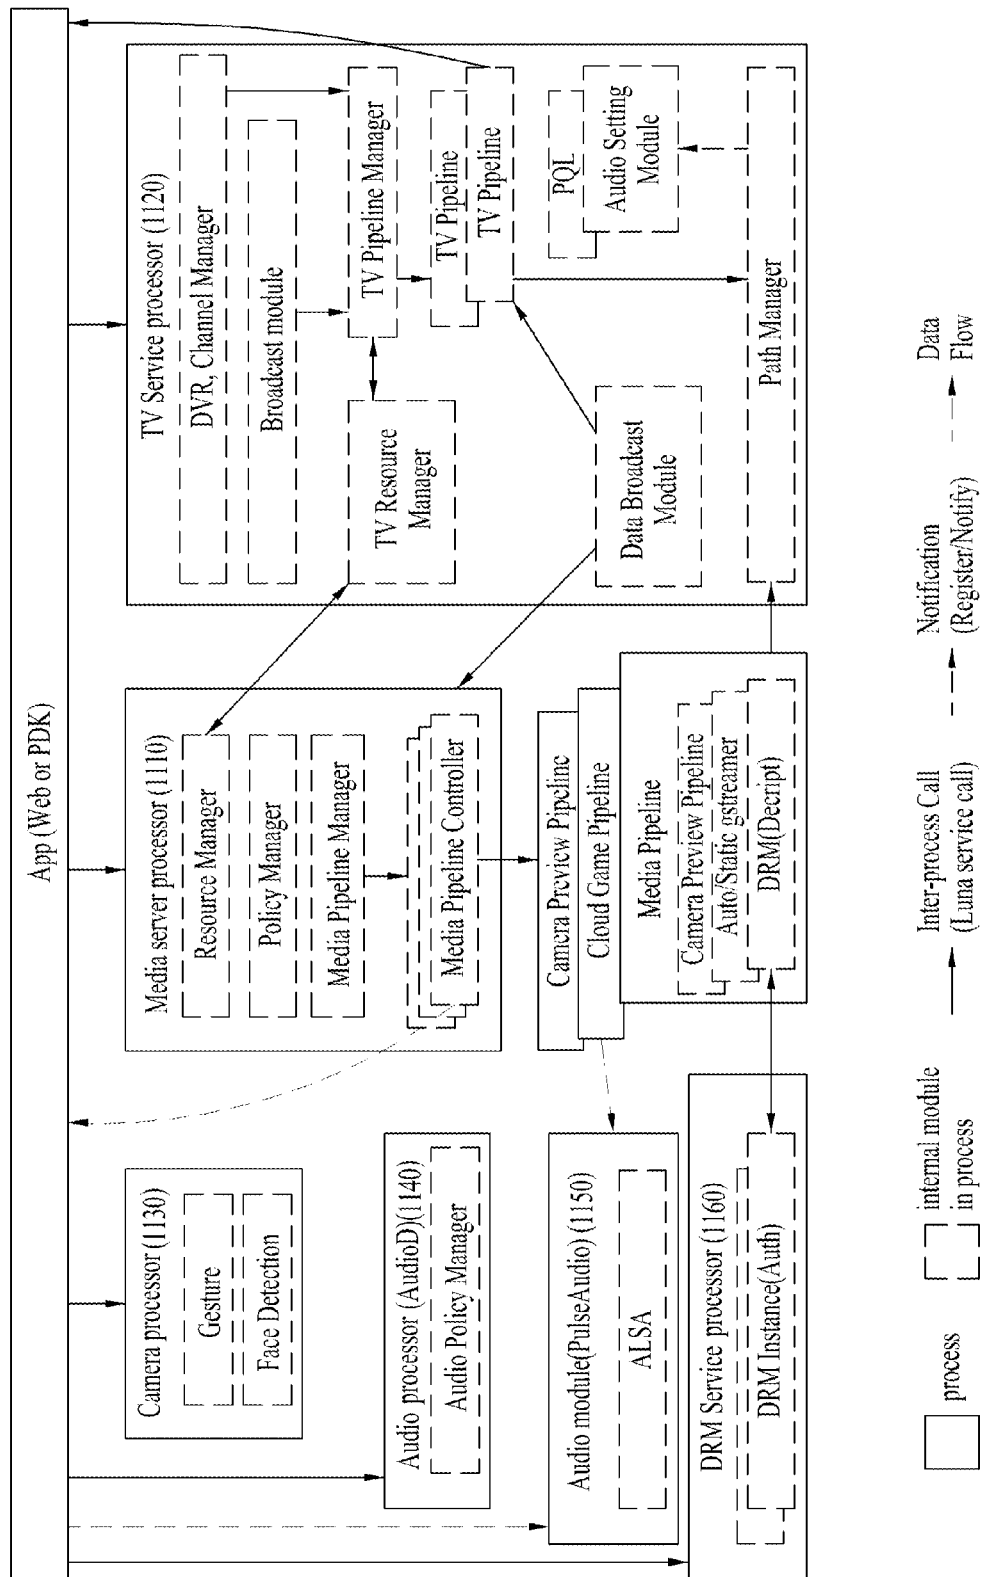 App (Web or PDK)
Camera processor (1130)
Gesture
Face Detection
Audio processor (AudioD)(1140)
Audio Policy Manager
Audio module(PulseAudio) (1150)
ALSA
DRM Service processor (1160)
DRM Instance(Auth)
Media server processor (1110)
Resource Manager
Policy Manager
Media Pipeline Manager
Media Pipeline Controller
Camera Preview Pipeline
Cloud Game Pipeline
Media Pipeline
Camera Preview Pipeline
Auto/Static gstreamer
DRM(Decript)
TV Service processor (1120)
DVR, Channel Manager
Broadcast module
TV Resource
Manager
TV Pipeline Manager
TV Pipeline
TV Pipeline
Data Broadcast
Module
PQL
Audio Setting
Module
Path Manager
process
internal module
in process
Inter-process Call
(Luna service call)
Notification
(Register/Notify)
Data
Flow